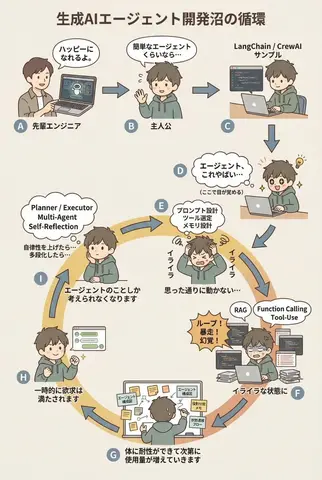 生成AIエージェント開発沼の循環
ハッピーに
なれるよ。
A 先輩エンジニア
簡単なエージェント
くらいなら…
B 主人公
LangChain / CrewAI
サンプル
C
D
エージェント、
これやばい…
(ここで目が覚める)
E
プロンプト設計
ツール選定
メモリ設計
イライラ
イライラ
思った通りに動かない…
RAG
Function Calling
Tool-Use
ループ!
暴走!
幻覚!
イライラな状態に
F
エージェント
構成図
G 体に耐性ができて次第に
使用量が増えていきます
H 一時的に欲求は
満たされます
Planner / Executor
Multi-Agent
Self-Reflection
自律性を上げたら…
多段化したら…
I エージェントのことしか
考えられなくなります